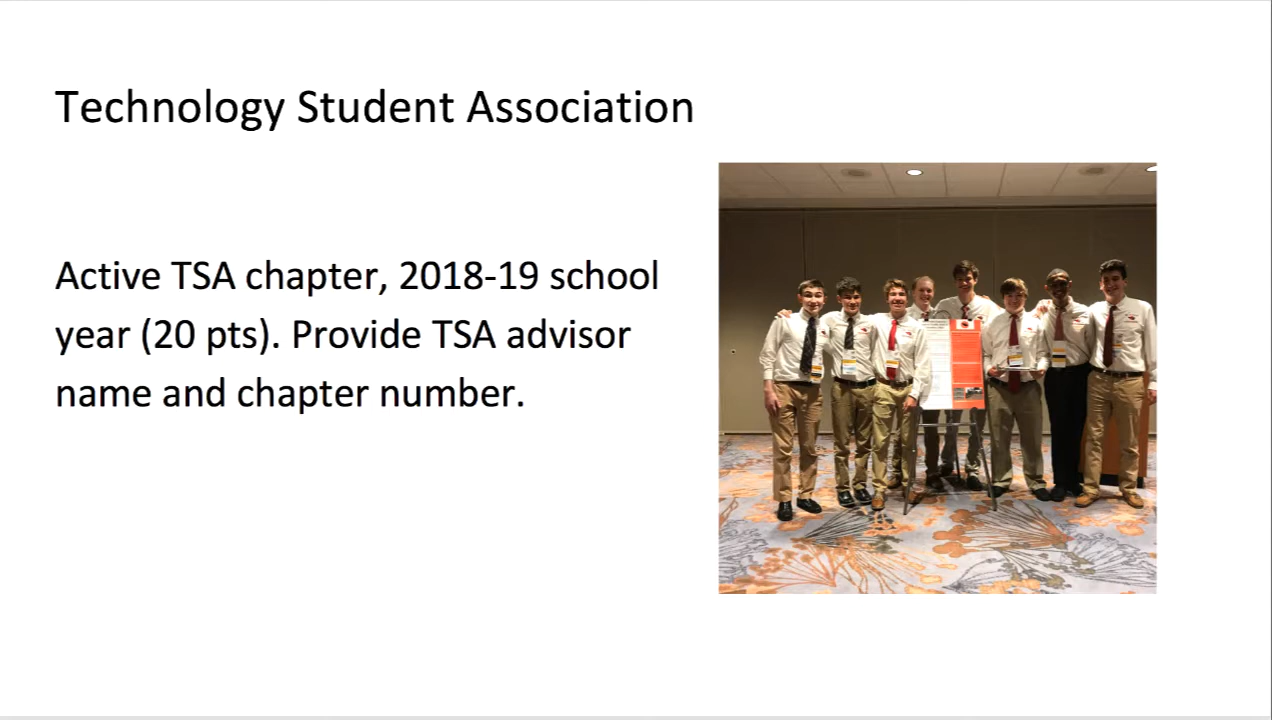 Technology Student Association
Active TSA chapter, 2018-19 school
year (20 pts). Provide TSA advisor
name and chapter number.